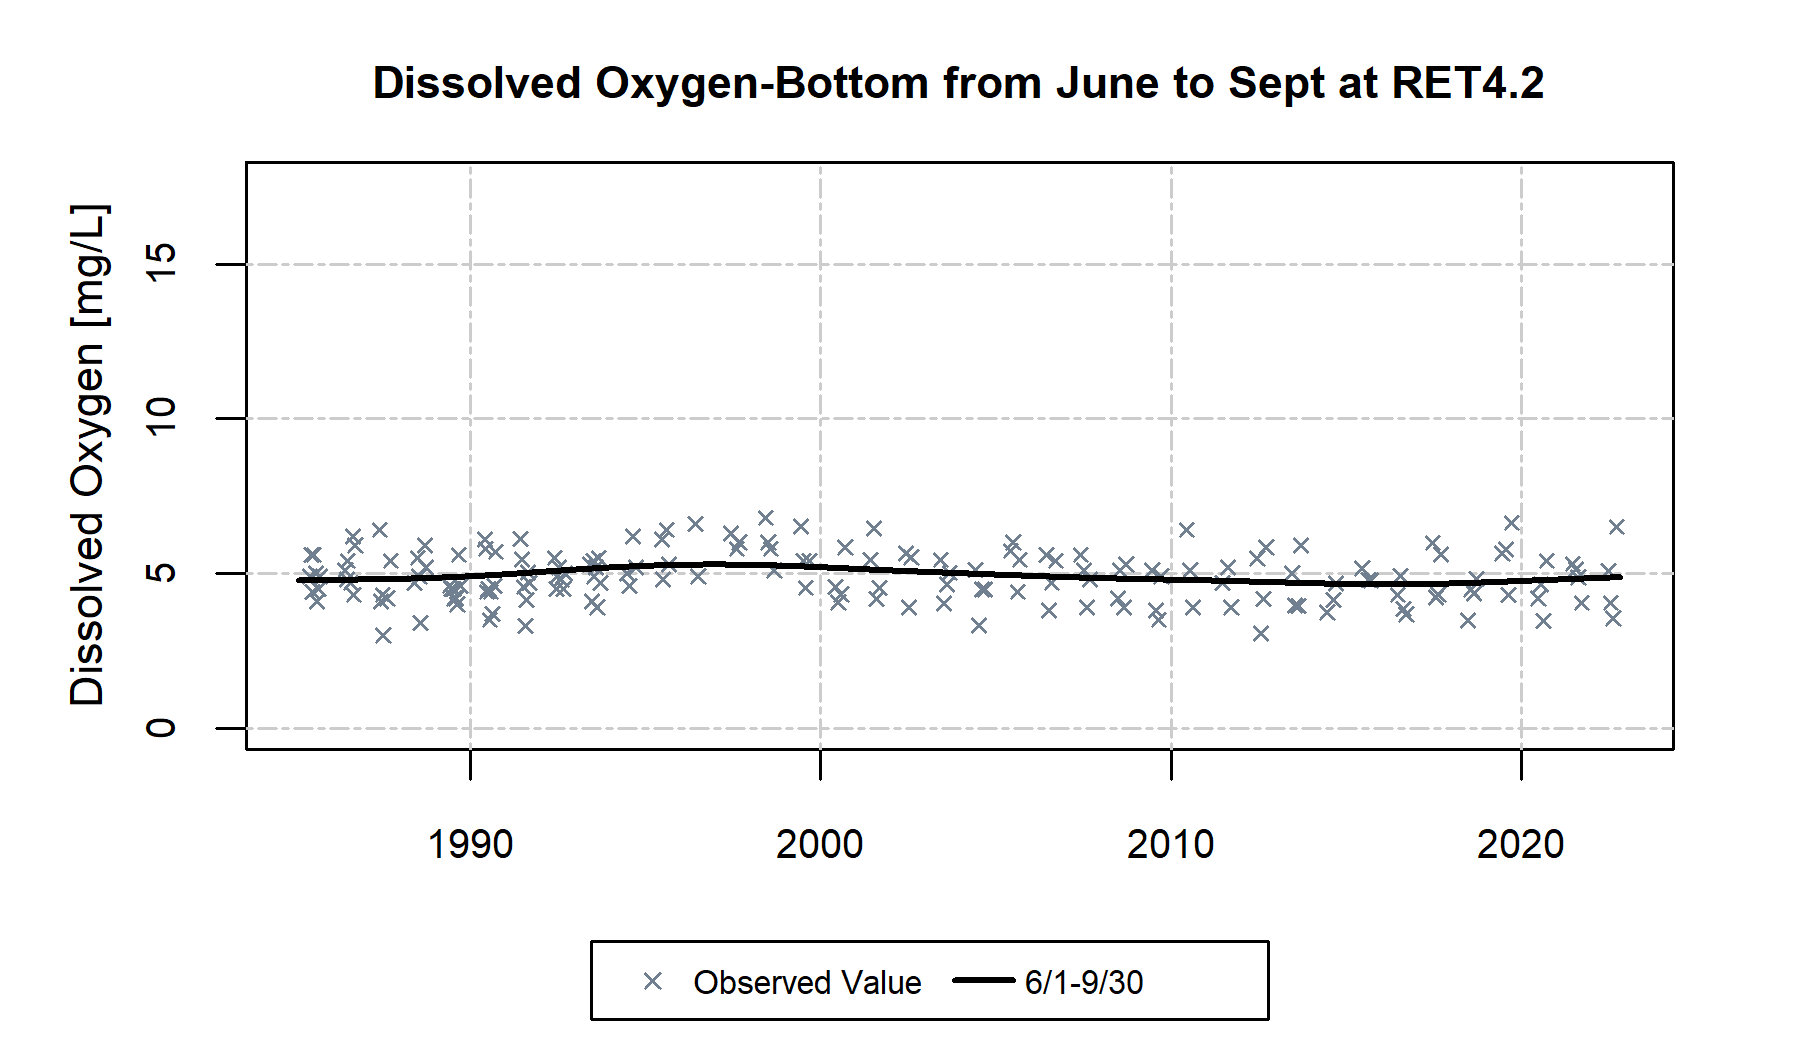 Dissolved Oxygen-Bottom from June to Sept at RET4.2
Dissolved Oxygen [mg/L]
15
10
5
0
1990 2000 2010 2020
Observed Value 6/1-9/30